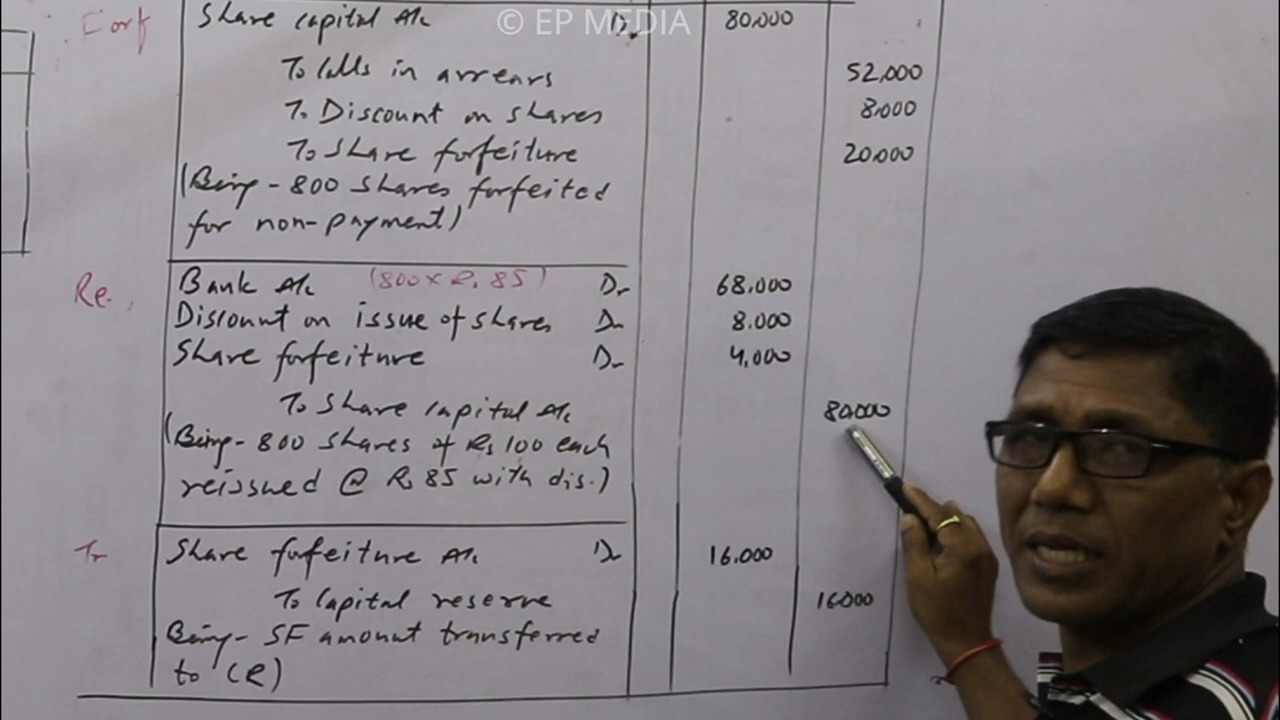 © EP MEDIA
Forf Share capital A/c Dr 80,000
To Calls in arrears 52,000
To Discount on shares 8,000
To Share forfeiture 20,000
(Being - 800 shares forfeited
for non-payment)
Re. Bank A/c (800 x R. 85) Dr 68,000
Discount on issue of shares Dr 8,000
Share forfeiture Dr 4,000
To Share capital A/c 80,000
(Being - 800 shares of Rs 100 each
reissued @ Rs 85 with dis.)
Tr Share forfeiture A/c Dr 16,000
To Capital reserve 16000
Being - SF amount transferred
to CR)